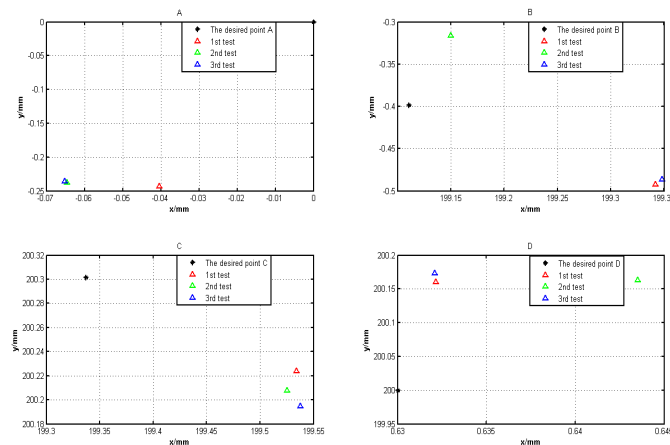 A
0
-0.05
-0.1
-0.15
-0.2
-0.25
y/mm
The desired point A
1st test
2nd test
3rd test
-0.07
-0.06
-0.05
-0.04
-0.03
-0.02
-0.01
0
x/mm
B
-0.3
-0.35
-0.4
-0.45
-0.5
y/mm
The desired point B
1st test
2nd test
3rd test
199.15
199.2
199.25
199.3
x/mm
C
200.32
200.3
200.28
200.26
200.24
200.22
200.2
200.18
y/mm
The desired point C
1st test
2nd test
3rd test
199.3
199.35
199.4
199.45
199.5
199.55
x/mm
D
200.2
200.15
200.1
200.05
200
199.95
y/mm
The desired point D
1st test
2nd test
3rd test
0.63
0.635
0.64
x/mm